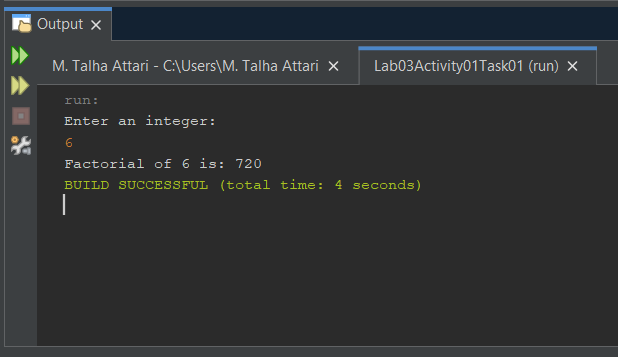 Output
M. Talha Attari - C:\Users\M. Talha Attari Lab03Activity01Task01 (run)
run:
Enter an integer:
6
Factorial of 6 is: 720
BUILD SUCCESSFUL (total time: 4 seconds)